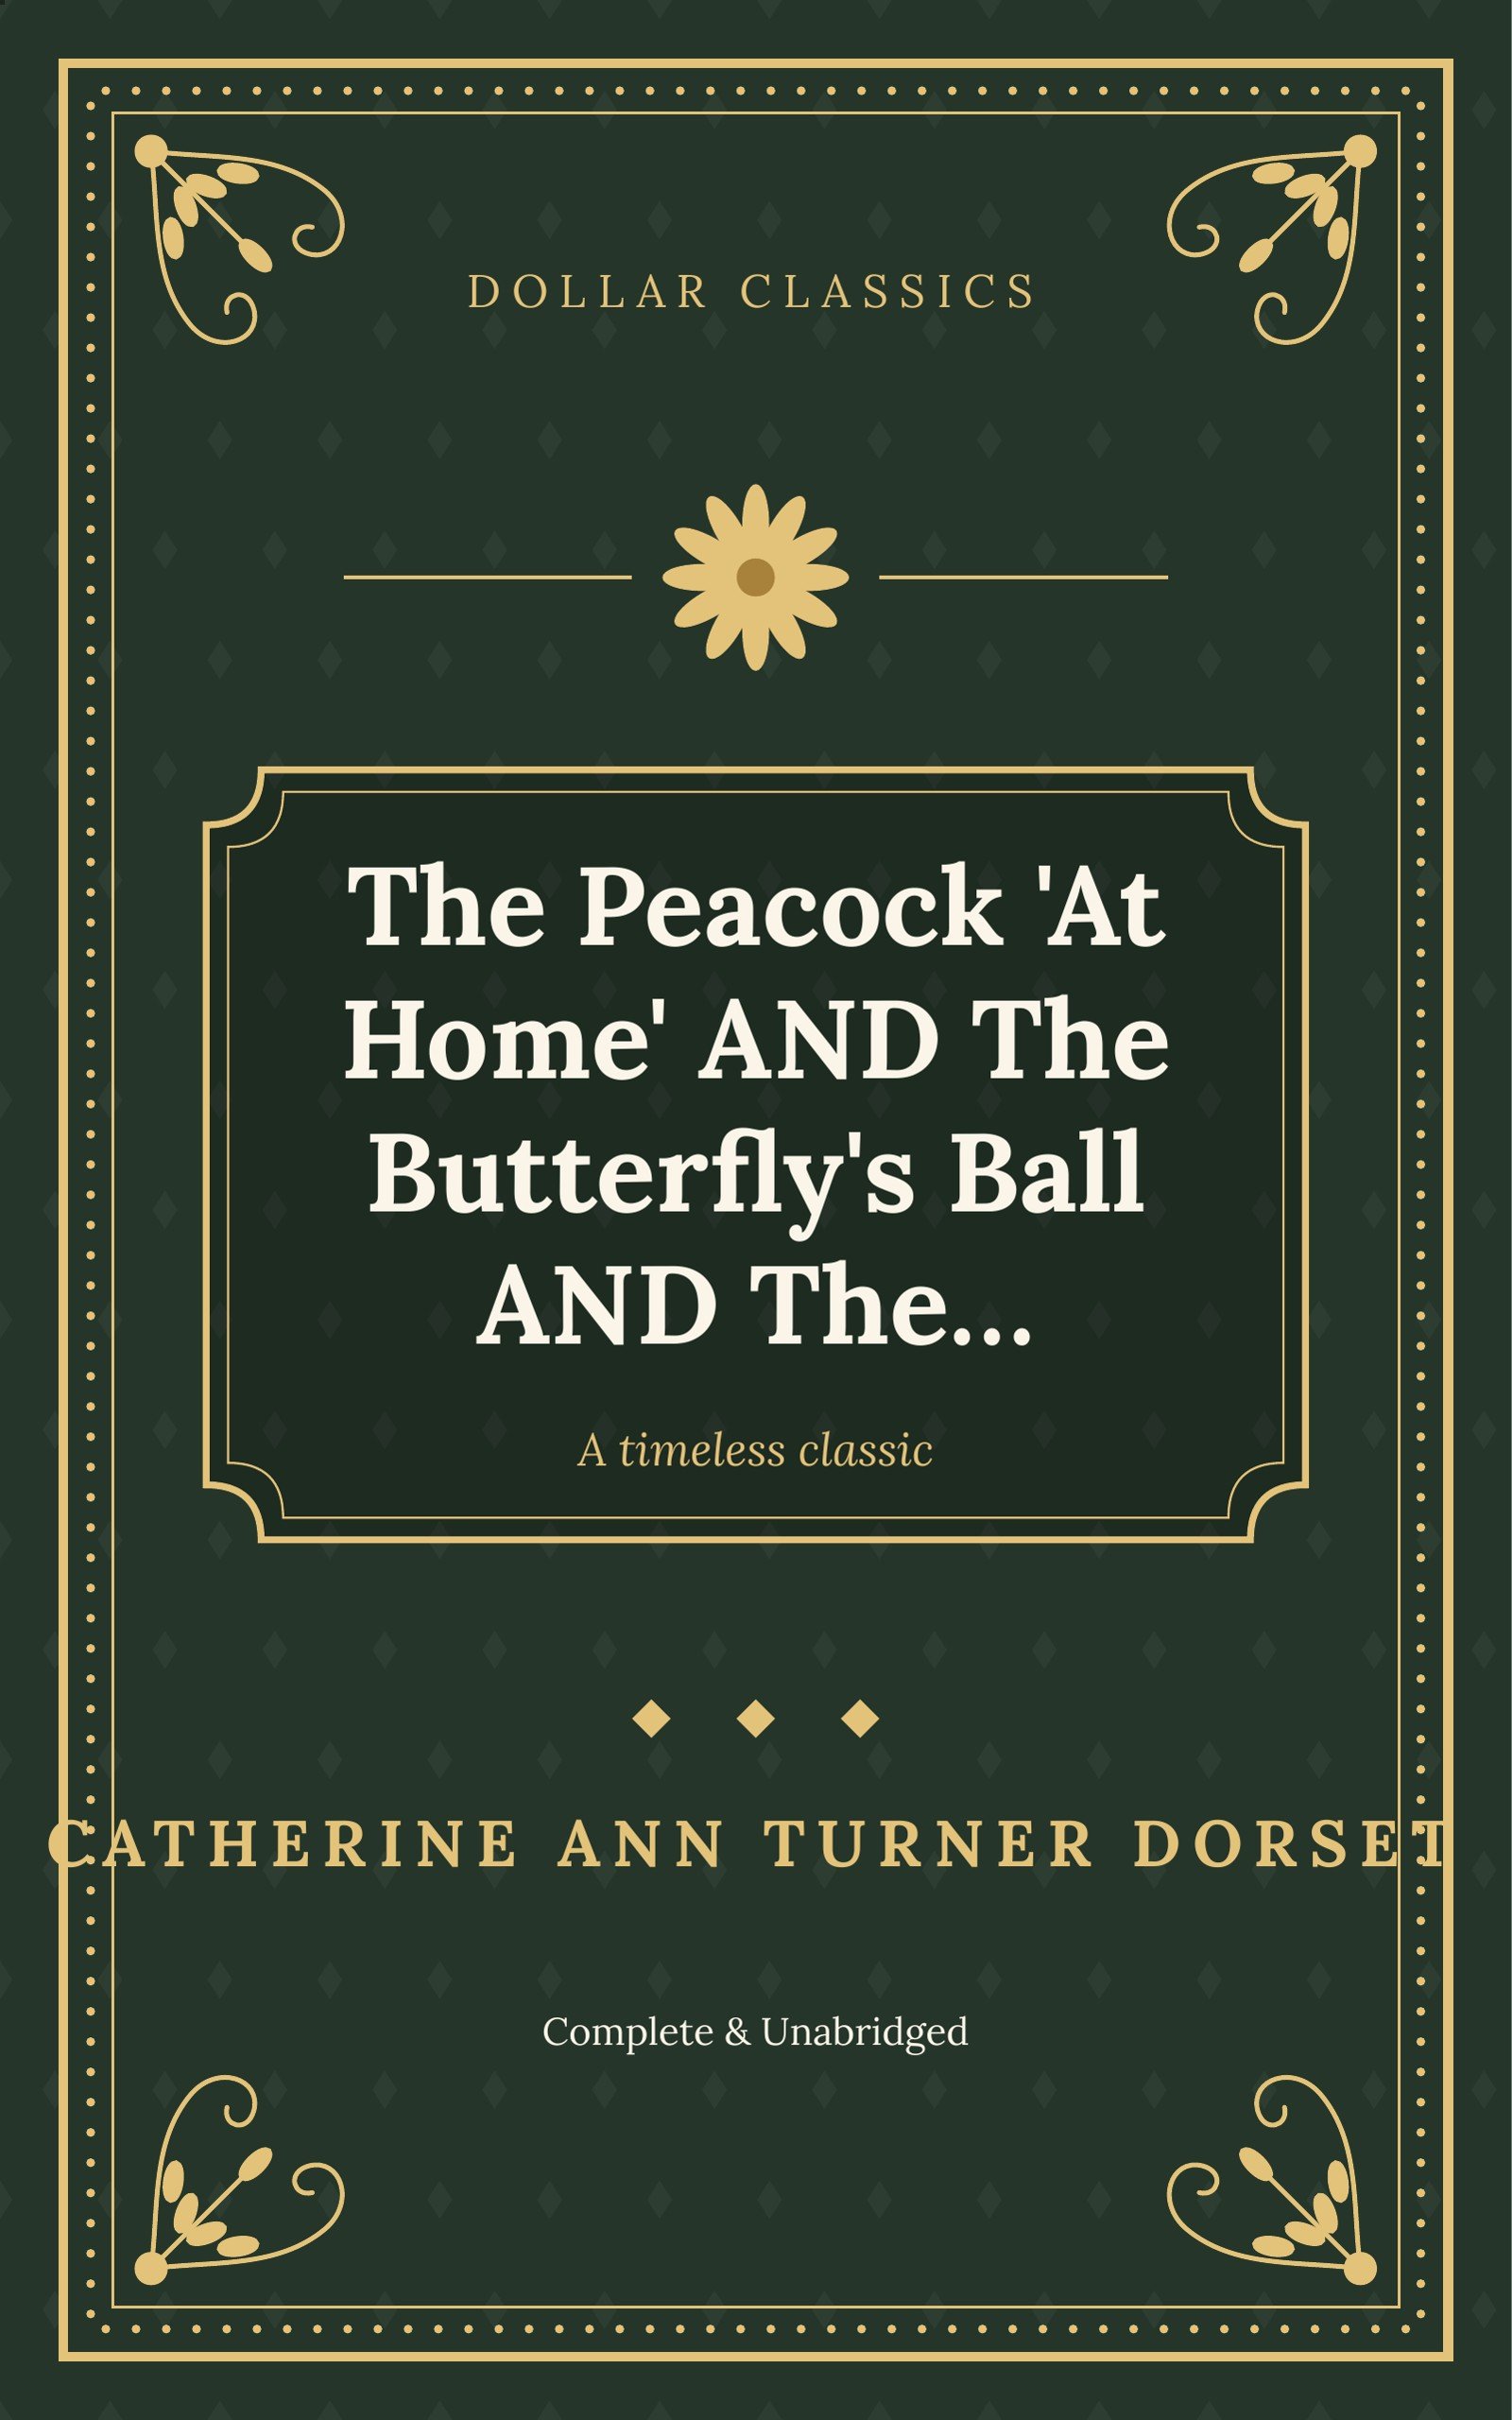 DOLLAR CLASSICS
The Peacock 'At
Home' AND The
Butterfly's Ball
AND The...
A timeless classic
CATHERINE ANN TURNER DORSET
Complete & Unabridged